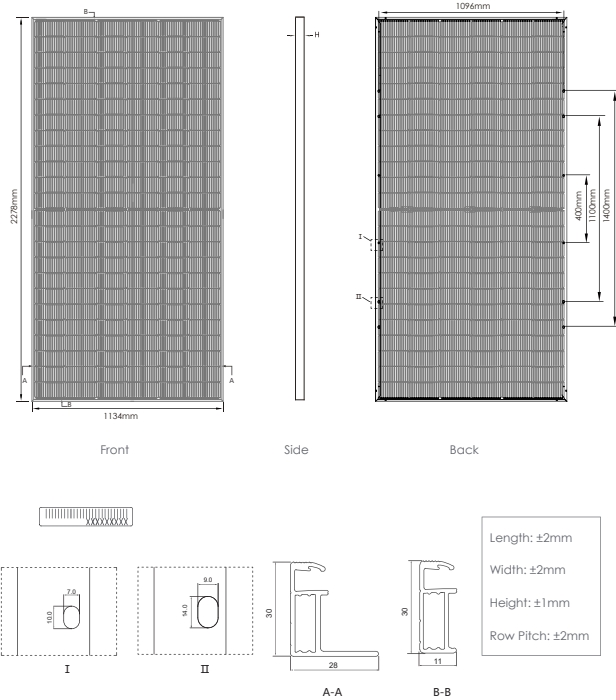 B
2278mm
A
A
B
1134mm
H
1096mm
400mm
1100mm
1400mm
I
II
Front
Side
Back
7.0
10.0
I
9.0
14.0
II
30
28
A-A
30
11
B-B
Length: ±2mm
Width: ±2mm
Height: ±1mm
Row Pitch: ±2mm